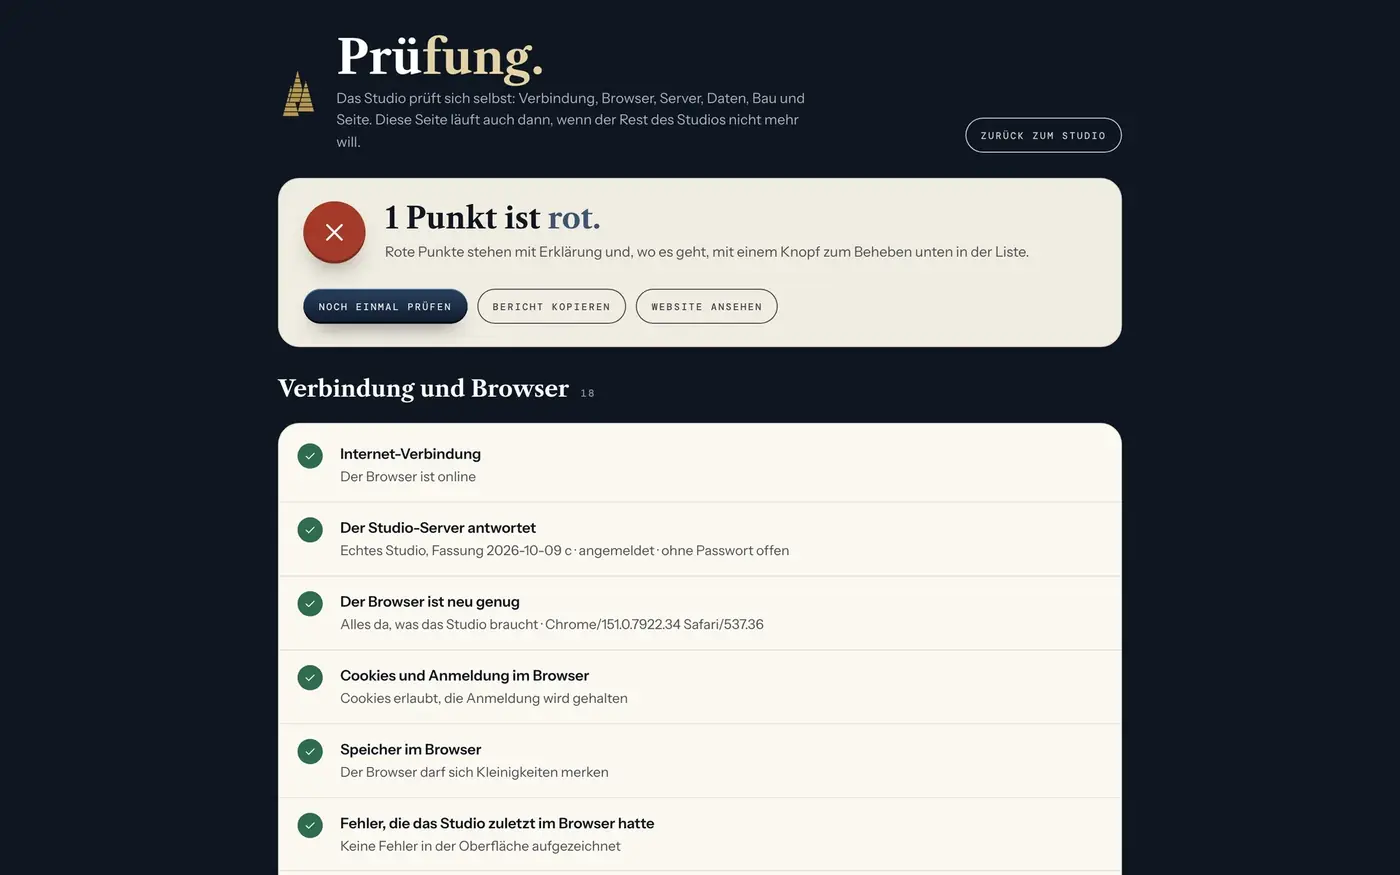 Prüfung.
Das Studio prüft sich selbst: Verbindung, Browser, Server, Daten, Bau und
Seite. Diese Seite läuft auch dann, wenn der Rest des Studios nicht mehr
will.
ZURÜCK ZUM STUDIO
1 Punkt ist rot.
Rote Punkte stehen mit Erklärung und, wo es geht, mit einem Knopf zum Beheben unten in der Liste.
NOCH EINMAL PRÜFEN
BERICHT KOPIEREN
WEBSITE ANSEHEN
Verbindung und Browser 18
Internet-Verbindung
Der Browser ist online
Der Studio-Server antwortet
Echtes Studio, Fassung 2026-10-09 c · angemeldet · ohne Passwort offen
Der Browser ist neu genug
Alles da, was das Studio braucht · Chrome/151.0.7922.34 Safari/537.36
Cookies und Anmeldung im Browser
Cookies erlaubt, die Anmeldung wird gehalten
Speicher im Browser
Der Browser darf sich Kleinigkeiten merken
Fehler, die das Studio zuletzt im Browser hatte
Keine Fehler in der Oberfläche aufgezeichnet